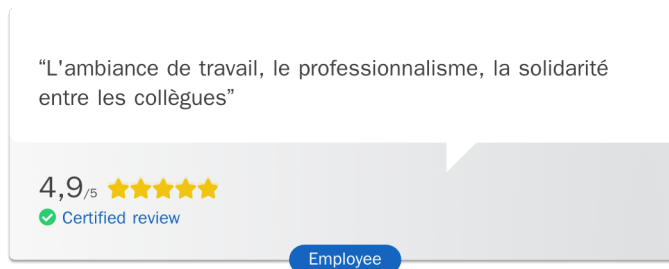 “L'ambiance de travail, le professionnalisme, la solidarité
entre les collègues”
4,9/5
Certified review
Employee